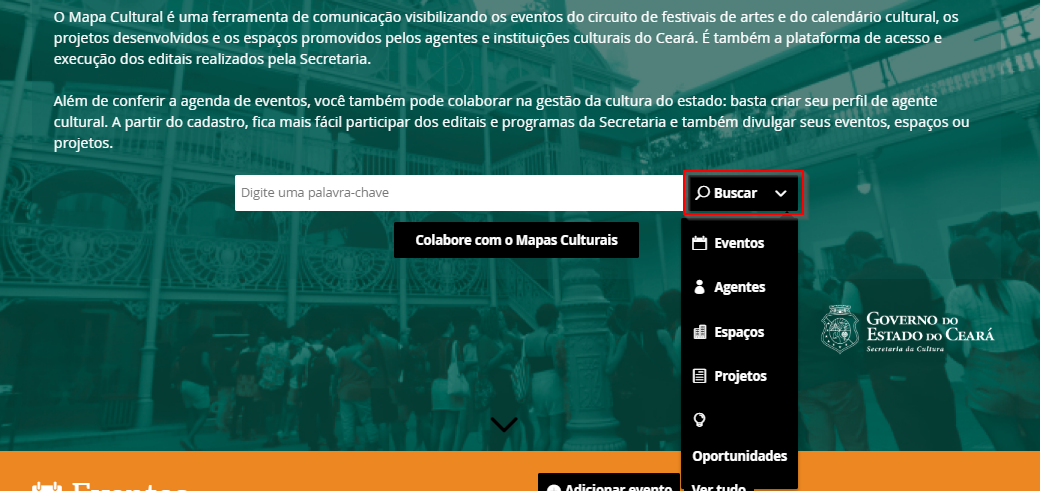 O Mapa Cultural é uma ferramenta de comunicação visibilizando os eventos do circuito de festivais de artes e do calendário cultural, os
projetos desenvolvidos e os espaços promovidos pelos agentes e instituições culturais do Ceará. É também a plataforma de acesso e
execução dos editais realizados pela Secretaria.
Além de conferir a agenda de eventos, você também pode colaborar na gestão da cultura do estado: basta criar seu perfil de agente
cultural. A partir do cadastro, fica mais fácil participar dos editais e programas da Secretaria e também divulgar seus eventos, espaços ou
projetos.
Digite uma palavra-chave
Buscar
Colabore com o Mapas Culturais
Eventos
Agentes
Espaços
Projetos
Oportunidades
GOVERNO DO
ESTADO DO CEARÁ
Secretaria da Cultura
Eventos
Adicionar evento
Ver tudo